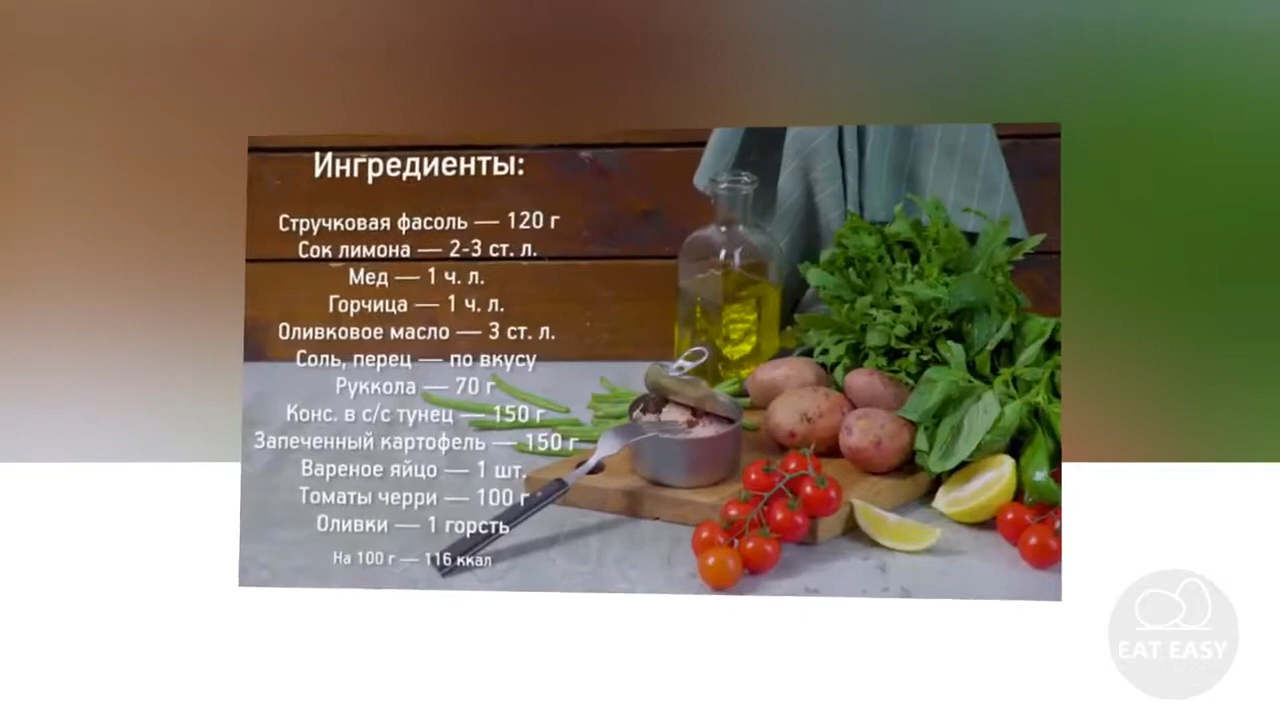 Ингредиенты:
Стручковая фасоль — 120 г
Сок лимона — 2-3 ст. л.
Мед — 1 ч. л.
Горчица — 1 ч. л.
Оливковое масло — 3 ст. л.
Соль, перец — по вкусу
Руккола — 70 г
Конс. в с/с тунец — 150 г
Запеченный картофель — 150 г
Вареное яйцо — 1 шт.
Томаты черри — 100 г
Оливки — 1 горсть
На 100 г — 116 ккал
EAT EASY